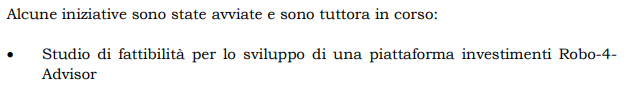 Alcune iniziative sono state avviate e sono tuttora in corso:
• Studio di fattibilità per lo sviluppo di una piattaforma investimenti Robo-4-
Advisor